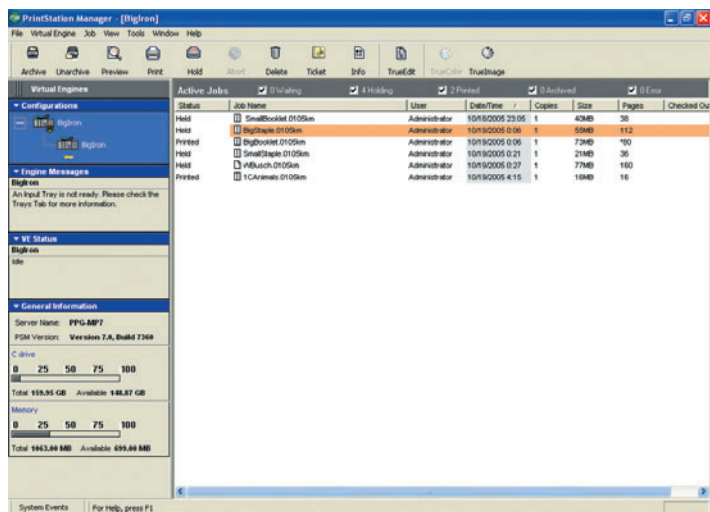 PrintStation Manager - [BigIron]
File Virtual Engine Job View Tools Window Help
Archive Unarchive Preview Print Hold Abort Delete Ticket Info TrueEdit TrueColor TrueImage
Virtual Engines
Active Jobs 0 Waiting 4 Holding 2 Printed 0 Archived 0 Error
Configurations
BigIron
BigIron
Status Job Name User Date/Time / Copies Size Pages Checked Out
Held SmallBooklet.0105km Administrator 10/18/2005 23:05 1 40MB 38
Held BigStaple.0105km Administrator 10/19/2005 0:06 1 55MB 112
Printed BigBooklet.0105km Administrator 10/19/2005 0:06 1 73MB *80
Held SmallStaple.0105km Administrator 10/19/2005 0:21 1 21MB 36
Held WBusch.0105km Administrator 10/19/2005 0:27 1 77MB 160
Printed 1CAnimals.0105km Administrator 10/19/2005 4:15 1 16MB 16
Engine Messages
BigIron
An Input Tray is not ready. Please check the
Trays Tab for more information.
VE Status
BigIron
Idle
General Information
Server Name: PPG-MP7
PSM Version: Version 7.0, Build 7360
C drive
0 25 50 75 100
Total 159.95 GB Available 148.87 GB
Memory
0 25 50 75 100
Total 1063.00 MB Available 699.00 MB
System Events For Help, press F1